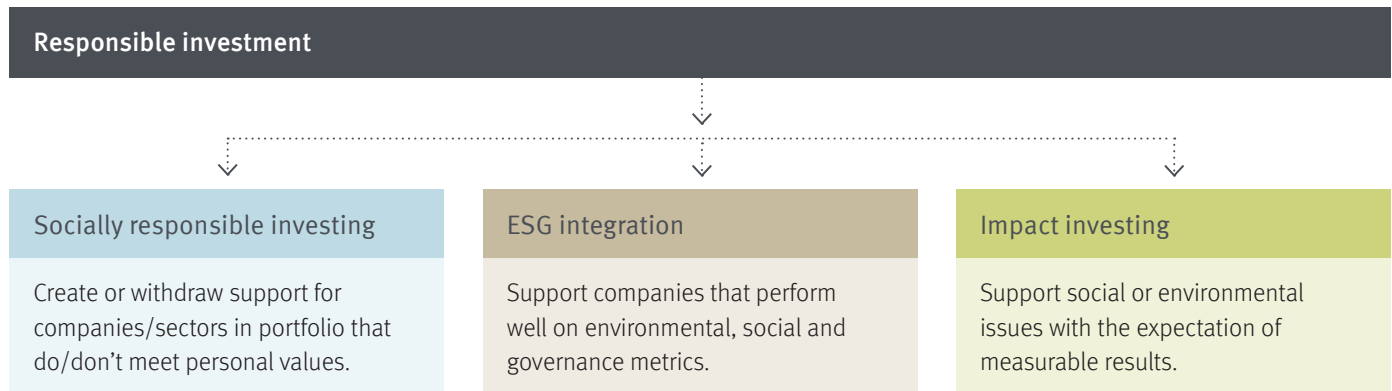 Responsible investment
Socially responsible investing
Create or withdraw support for
companies/sectors in portfolio that
do/don’t meet personal values.
ESG integration
Support companies that perform
well on environmental, social and
governance metrics.
Impact investing
Support social or environmental
issues with the expectation of
measurable results.